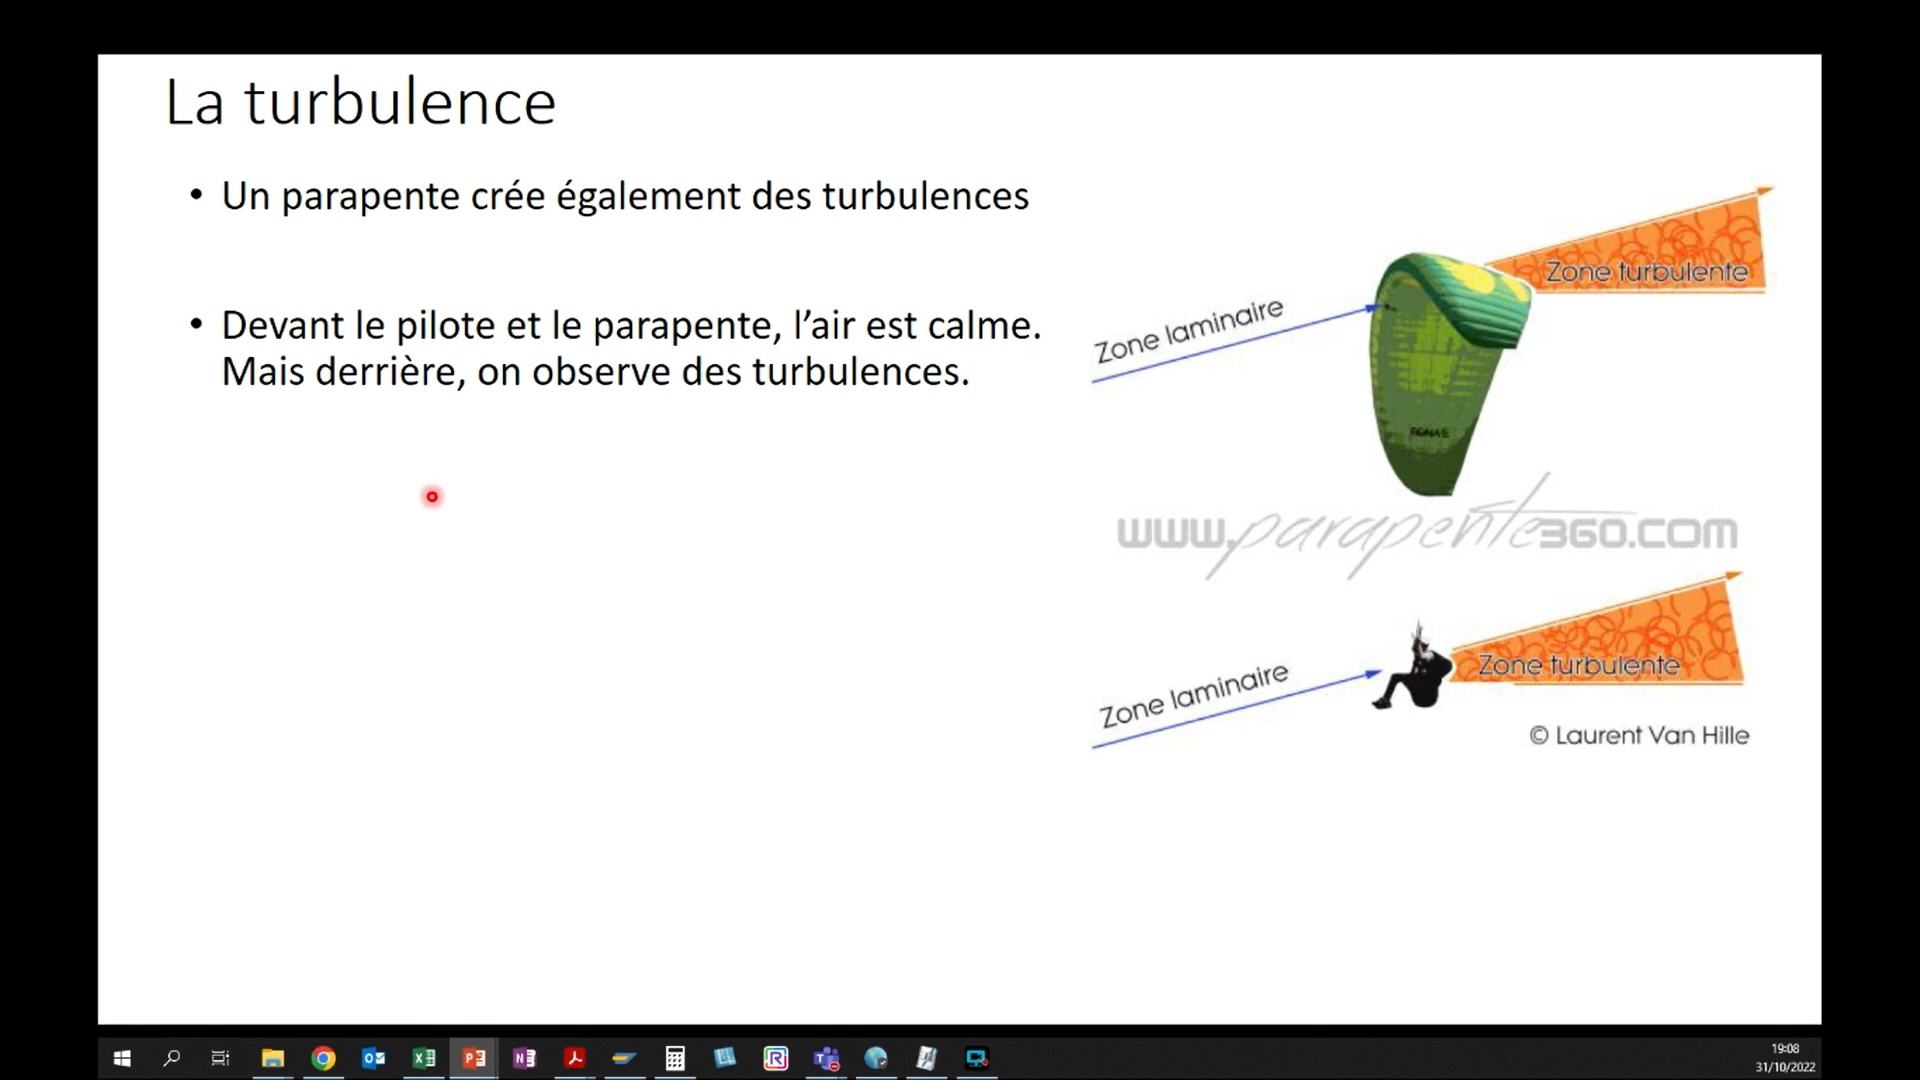 La turbulence
• Un parapente crée également des turbulences
• Devant le pilote et le parapente, l’air est calme.
Mais derrière, on observe des turbulences.
Zone turbulente
Zone laminaire
www.parapente360.com
Zone turbulente
Zone laminaire
© Laurent Van Hille
19:08
31/10/2022